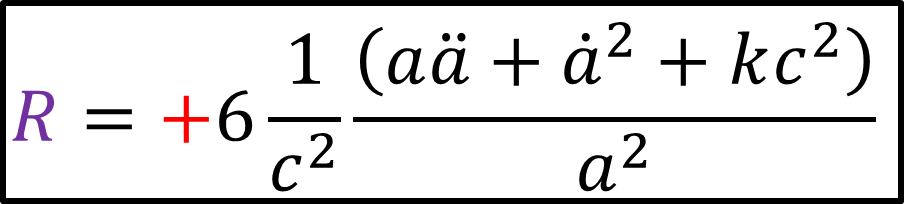 R = +6 1/c² (aä + ȧ² + kc²)/a²